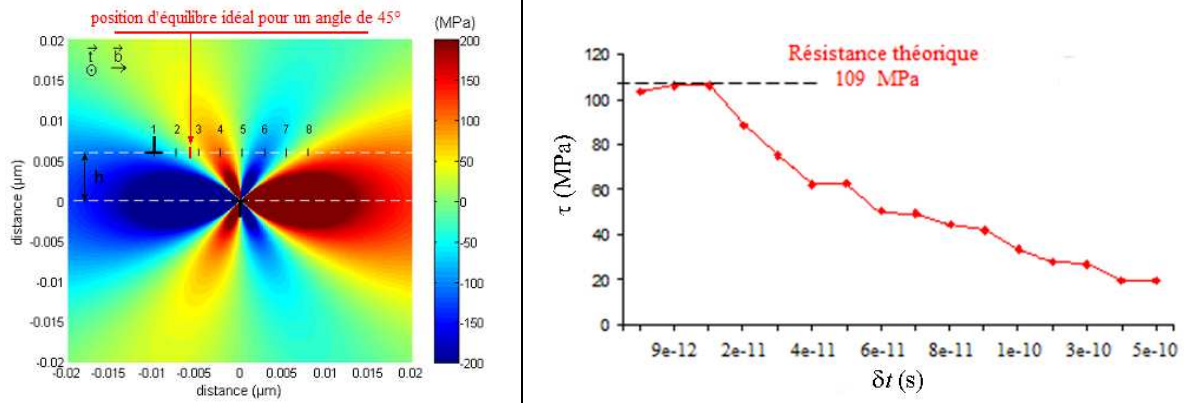 position d'équilibre idéal pour un angle de 45°
(MPa)
0.02
0.015
0.01
0.005
0
-0.005
-0.01
-0.015
-0.02
distance (µm)
t b
h
1 2 3 4 5 6 7 8
-0.02 -0.015 -0.01 -0.005 0 0.005 0.01 0.015 0.02
distance (µm)
200
150
100
50
0
-50
-100
-150
-200
Résistance théorique
109 MPa
120
100
80
60
40
20
0
τ (MPa)
9e-12 2e-11 4e-11 6e-11 8e-11 1e-10 3e-10 5e-10
δt (s)